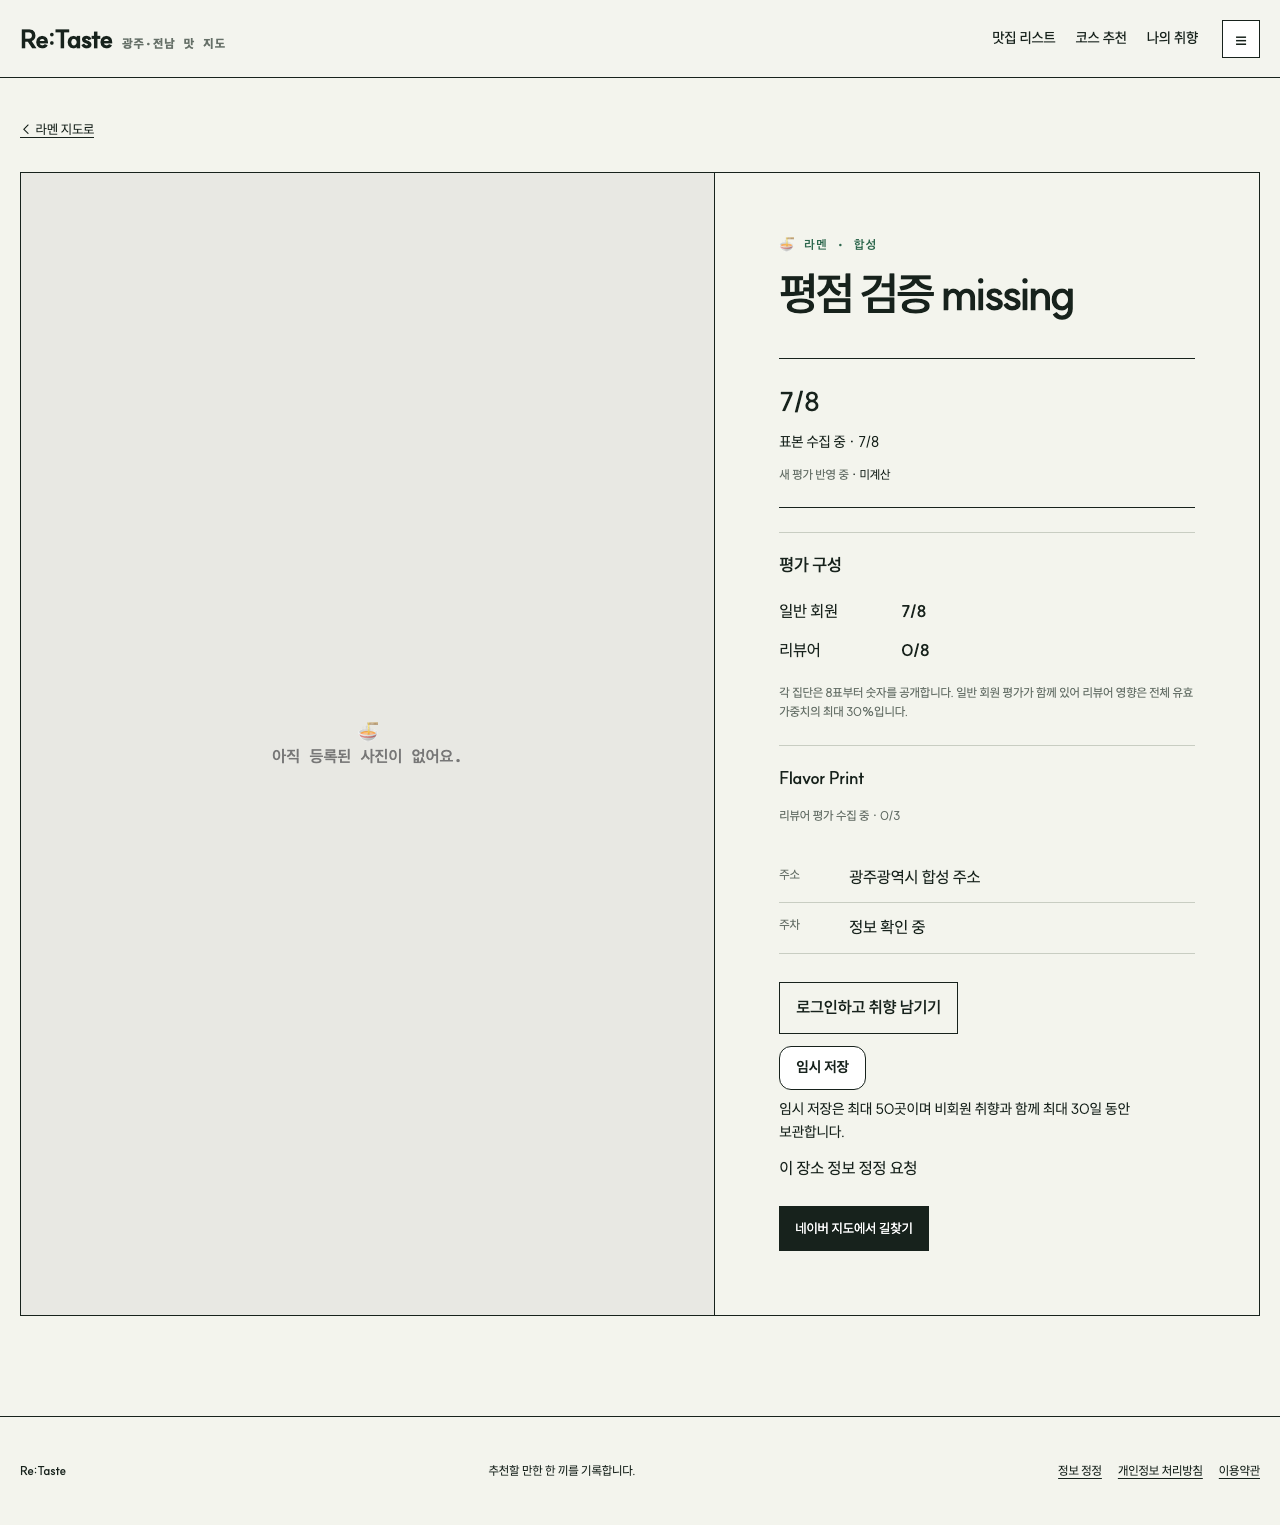 Re:Taste 광주·전남 맛 지도
맛집 리스트 코스 추천 나의 취향
라멘 지도로
아직 등록된 사진이 없어요.
라멘 · 합성
평점 검증 missing
7/8
표본 수집 중 · 7/8
새 평가 반영 중 · 미계산
평가 구성
일반 회원 7/8
리뷰어 0/8
각 집단은 8표부터 숫자를 공개합니다. 일반 회원 평가가 함께 있어 리뷰어 영향은 전체 유효
가중치의 최대 30%입니다.
Flavor Print
리뷰어 평가 수집 중 · 0/3
주소 광주광역시 합성 주소
주차 정보 확인 중
로그인하고 취향 남기기
임시 저장
임시 저장은 최대 50곳이며 비회원 취향과 함께 최대 30일 동안
보관합니다.
이 장소 정보 정정 요청
네이버 지도에서 길찾기
Re:Taste
추천할 만한 한 끼를 기록합니다.
정보 정정 개인정보 처리방침 이용약관